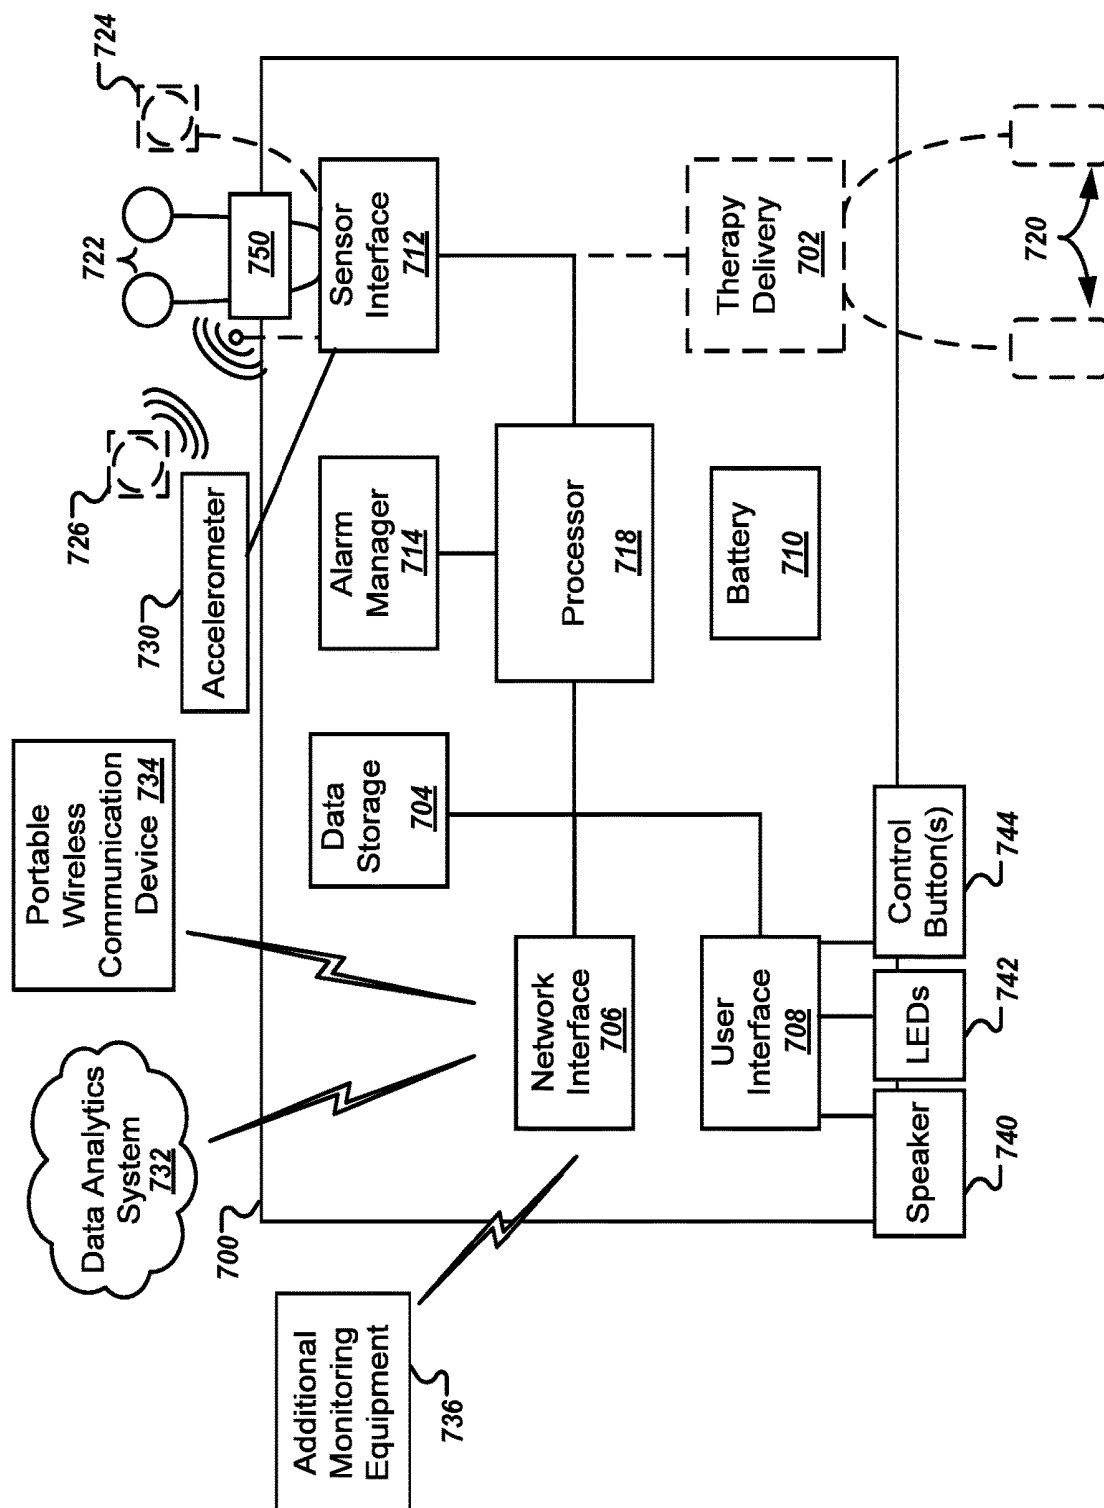 Portable
Wireless
Communication
Device 734
Data Analytics
System
732
726
722
724
730
Accelerometer
700
750
Additional
Monitoring
Equipment
736
Data
Storage
704
Alarm
Manager
714
Sensor
Interface
712
Network
Interface
706
Processor
718
User
Interface
708
Battery
710
Therapy
Delivery
702
Speaker
LEDs
Control
Button(s)
740
742
744
720